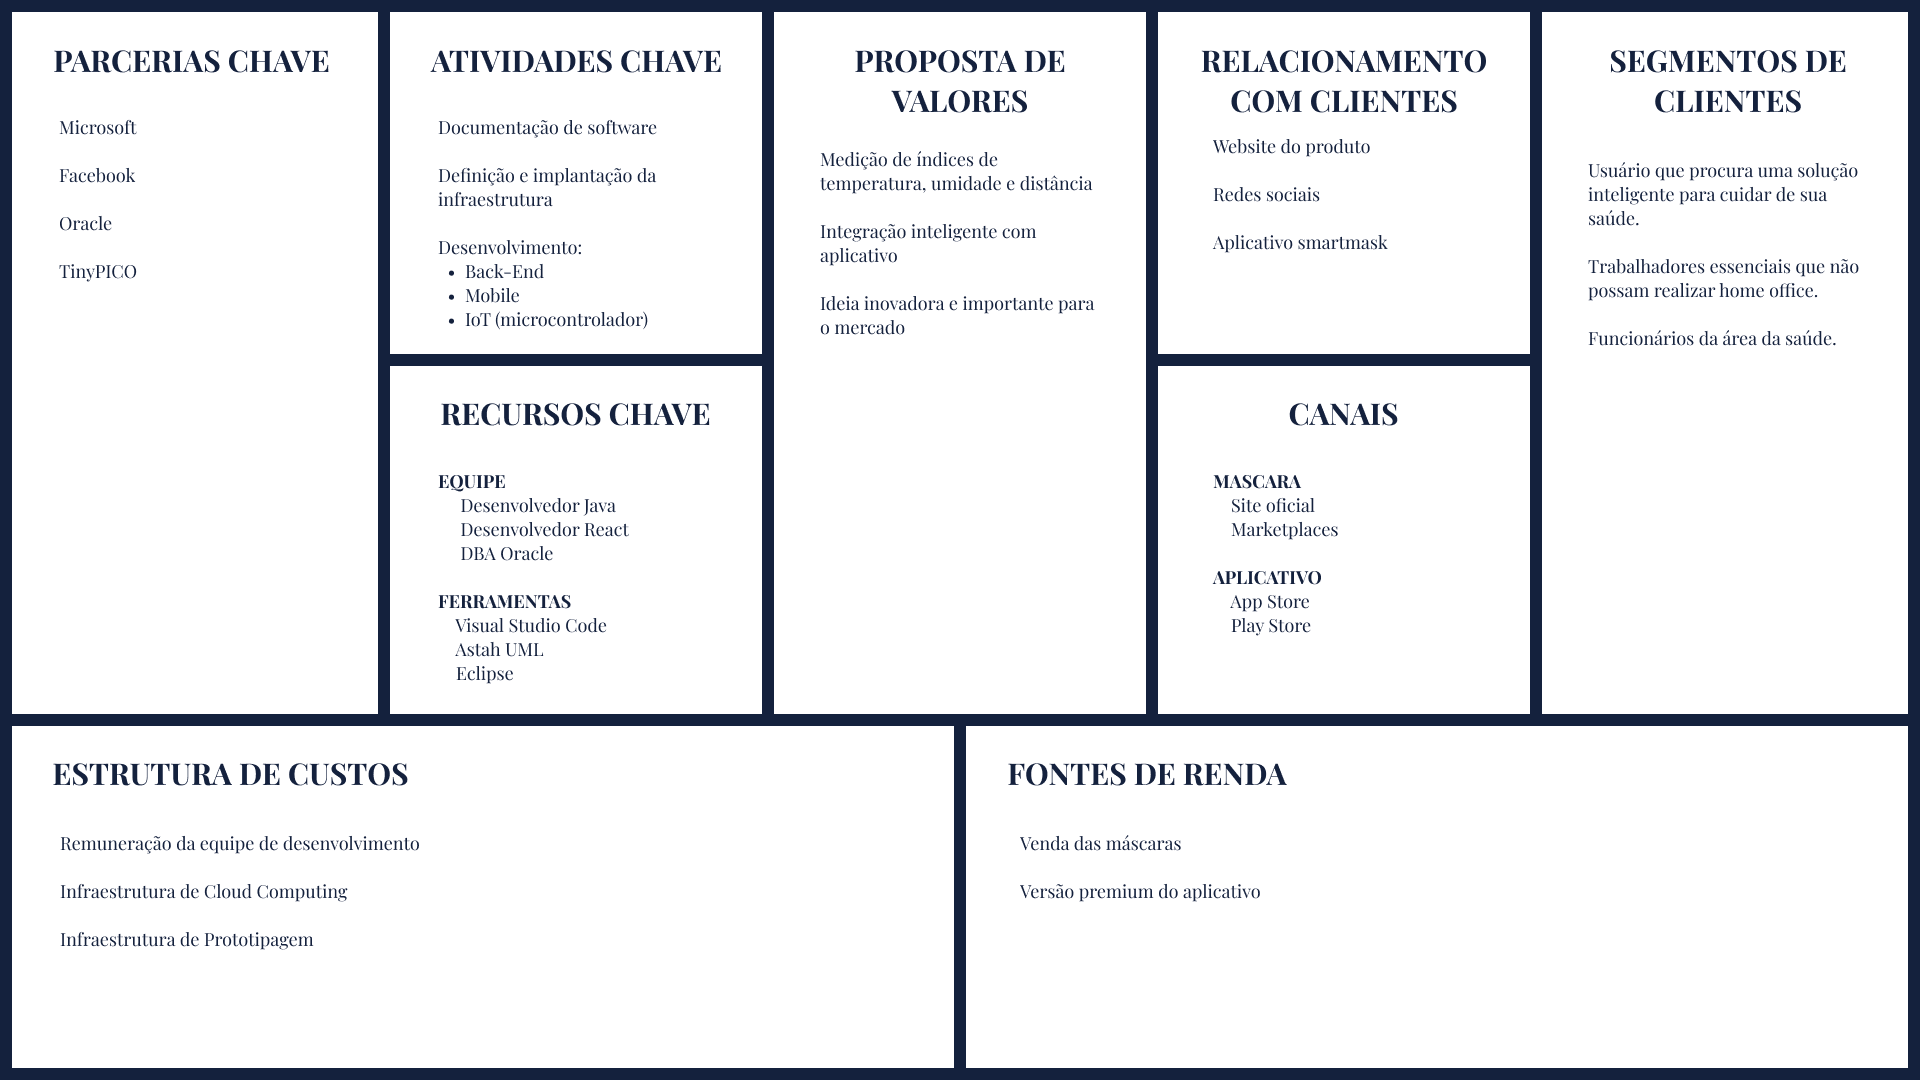 PARCERIAS CHAVE
Microsoft
Facebook
Oracle
TinyPICO
ATIVIDADES CHAVE
Documentação de software
Definição e implantação da
infraestrutura
Desenvolvimento:
• Back-End
• Mobile
• IoT (microcontrolador)
RECURSOS CHAVE
EQUIPE
Desenvolvedor Java
Desenvolvedor React
DBA Oracle
FERRAMENTAS
Visual Studio Code
Astah UML
Eclipse
PROPOSTA DE
VALORES
Medição de índices de
temperatura, umidade e distância
Integração inteligente com
aplicativo
Ideia inovadora e importante para
o mercado
RELACIONAMENTO
COM CLIENTES
Website do produto
Redes sociais
Aplicativo smartmask
CANAIS
MASCARA
Site oficial
Marketplaces
APLICATIVO
App Store
Play Store
SEGMENTOS DE
CLIENTES
Usuário que procura uma solução
inteligente para cuidar de sua
saúde.
Trabalhadores essenciais que não
possam realizar home office.
Funcionários da área da saúde.
ESTRUTURA DE CUSTOS
Remuneração da equipe de desenvolvimento
Infraestrutura de Cloud Computing
Infraestrutura de Prototipagem
FONTES DE RENDA
Venda das máscaras
Versão premium do aplicativo